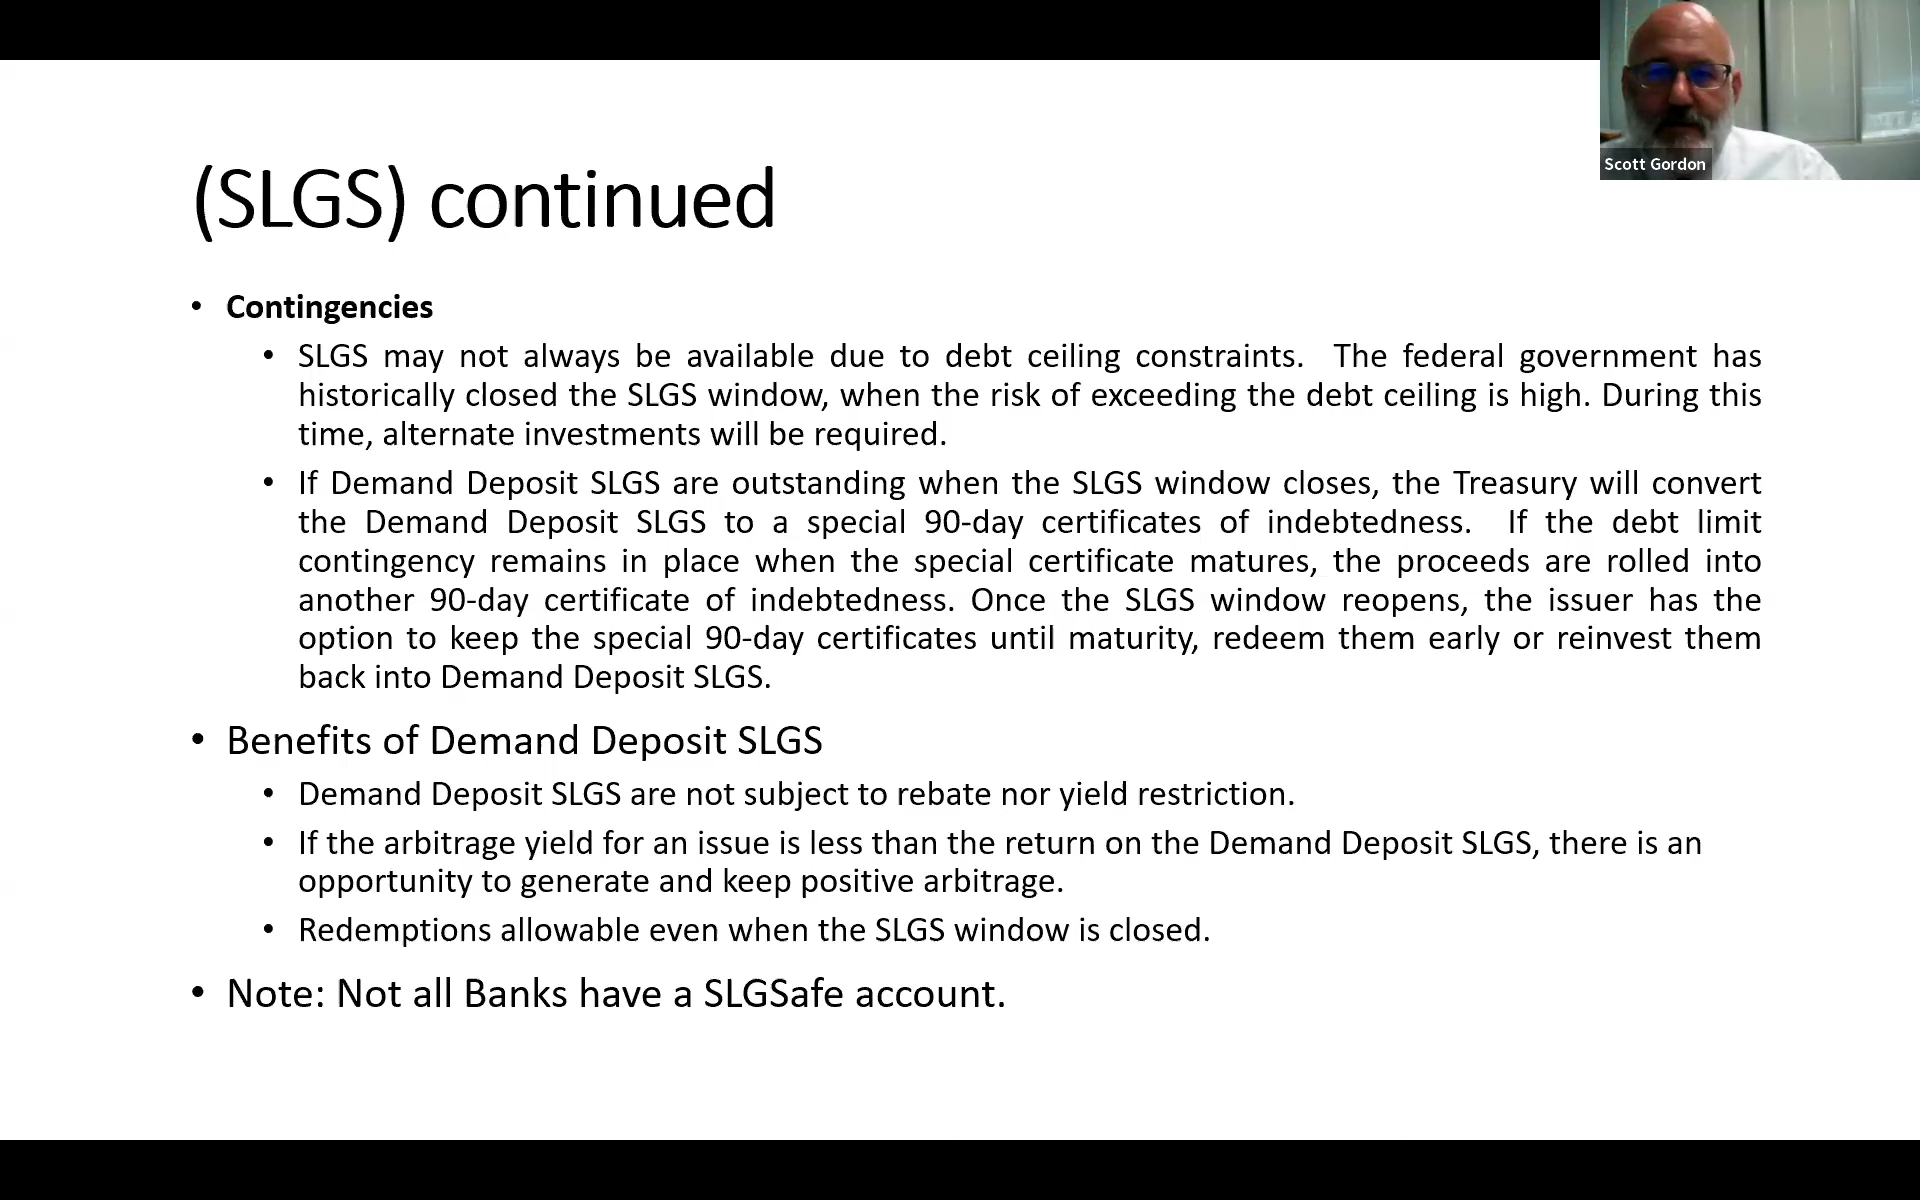 Scott Gordon
(SLGS) continued
• Contingencies
• SLGS may not always be available due to debt ceiling constraints. The federal government has
historically closed the SLGS window, when the risk of exceeding the debt ceiling is high. During this
time, alternate investments will be required.
• If Demand Deposit SLGS are outstanding when the SLGS window closes, the Treasury will convert
the Demand Deposit SLGS to a special 90-day certificates of indebtedness. If the debt limit
contingency remains in place when the special certificate matures, the proceeds are rolled into
another 90-day certificate of indebtedness. Once the SLGS window reopens, the issuer has the
option to keep the special 90-day certificates until maturity, redeem them early or reinvest them
back into Demand Deposit SLGS.
• Benefits of Demand Deposit SLGS
• Demand Deposit SLGS are not subject to rebate nor yield restriction.
• If the arbitrage yield for an issue is less than the return on the Demand Deposit SLGS, there is an
opportunity to generate and keep positive arbitrage.
• Redemptions allowable even when the SLGS window is closed.
• Note: Not all Banks have a SLGSafe account.